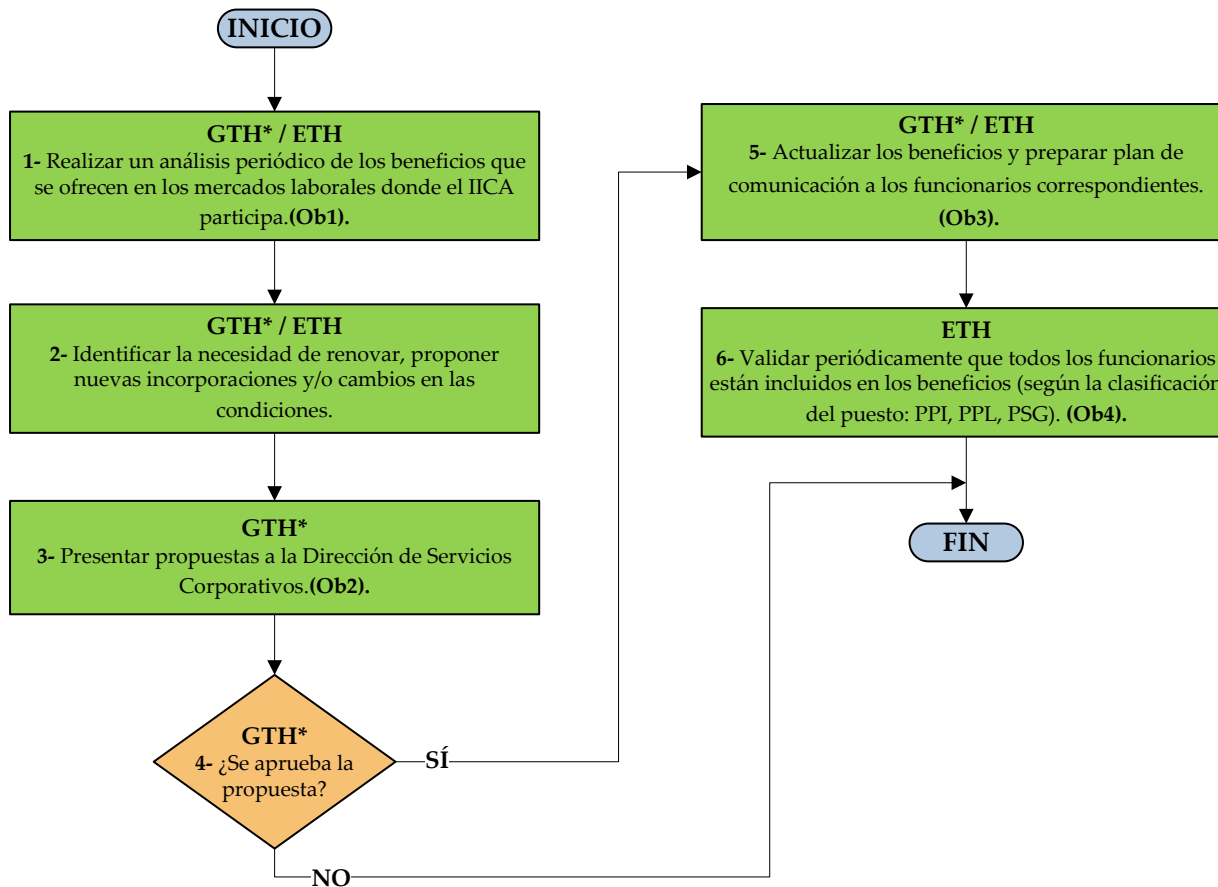 INICIO
GTH* / ETH
1- Realizar un análisis periódico de los beneficios que
se ofrecen en los mercados laborales donde el IICA
participa.(Ob1).
GTH* / ETH
2- Identificar la necesidad de renovar, proponer
nuevas incorporaciones y/o cambios en las
condiciones.
GTH*
3- Presentar propuestas a la Dirección de Servicios
Corporativos.(Ob2).
GTH*
4- ¿Se aprueba la
propuesta?
SÍ
NO
GTH* / ETH
5- Actualizar los beneficios y preparar plan de
comunicación a los funcionarios correspondientes.
(Ob3).
ETH
6- Validar periódicamente que todos los funcionarios
están incluidos en los beneficios (según la clasificación
del puesto: PPI, PPL, PSG). (Ob4).
FIN